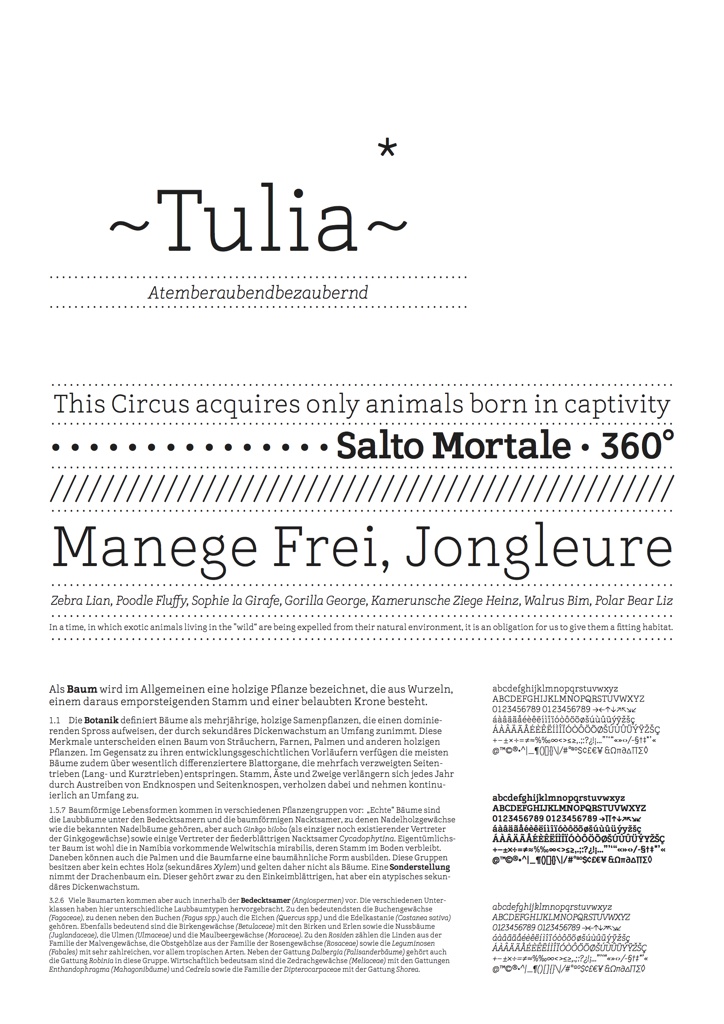 *
~Tulia~
Atemberaubendbezaubernd
This Circus acquires only animals born in captivity
• • • • • • • • • • • • • • • Salto Mortale · 360°
////////////////////////////////////////////////
Manege Frei, Jongleure
Zebra Lian, Poodle Fluffy, Sophie la Girafe, Gorilla George, Kamerunsche Ziege Heinz, Walrus Bim, Polar Bear Liz
In a time, in which exotic animals living in the "wild" are being expelled from their natural environment, it is an obligation for us to give them a fitting habitat.
Als Baum wird im Allgemeinen eine holzige Pflanze bezeichnet, die aus Wurzeln,
einem daraus emporsteigenden Stamm und einer belaubten Krone besteht.
1.1 Die Botanik definiert Bäume als mehrjährige, holzige Samenpflanzen, die einen dominie-
renden Spross aufweisen, der durch sekundäres Dickenwachstum an Umfang zunimmt. Diese
Merkmale unterscheiden einen Baum von Sträuchern, Farnen, Palmen und anderen holzigen
Pflanzen. Im Gegensatz zu ihren entwicklungsgeschichtlichen Vorläufern verfügen die meisten
Bäume zudem über wesentlich differenziertere Blattorgane, die mehrfach verzweigten Seiten-
trieben (Lang- und Kurztrieben) entspringen. Stamm, Äste und Zweige verlängern sich jedes Jahr
durch Austreiben von Endknospen und Seitenknospen, verholzen dabei und nehmen kontinu-
ierlich an Umfang zu.
1.5.7 Baumförmige Lebensformen kommen in verschiedenen Pflanzengruppen vor: „Echte" Bäume sind
die Laubbäume unter den Bedecktsamern und die baumförmigen Nacktsamer, zu denen Nadelholzgewächse
wie die bekannten Nadelbäume gehören, aber auch Ginkgo biloba (als einziger noch existierender Vertreter
der Ginkgogewächse) sowie einige Vertreter der fiederblättrigen Nacktsamer Cycadophytina. Eigentümlichs-
ter Baum ist wohl die in Namibia vorkommende Welwitschia mirabilis, deren Stamm im Boden verbleibt.
Daneben können auch die Palmen und die Baumfarne eine baumähnliche Form ausbilden. Diese Gruppen
besitzen aber kein echtes Holz (sekundäres Xylem) und gelten daher nicht als Bäume. Eine Sonderstellung
nimmt der Drachenbaum ein. Dieser gehört zwar zu den Einkeimblättrigen, hat aber ein atypisches sekun-
däres Dickenwachstum.
3.2.6 Viele Baumarten kommen aber auch innerhalb der Bedecktsamer (Angiospermen) vor. Die verschiedenen Unter-
klassen haben hier unterschiedliche Laubbaumtypen hervorgebracht. Zu den bedeutendsten die Buchengewächse
(Fagaceae), zu denen neben den Buchen (Fagus spp.) auch die Eichen (Quercus spp.) und die Edelkastanie (Castanea sativa)
gehören. Ebenfalls bedeutend sind die Birkengewächse (Betulaceae) mit den Birken und Erlen sowie die Nussbäume
(Juglandaceae), die Ulmen (Ulmaceae) und die Maulbeergewächse (Moraceae). Zu den Rosiden zählen die Linden aus der
Familie der Malvengewächse, die Obstgehölze aus der Familie der Rosengewächse (Rosaceae) sowie die Leguminosen
(Fabales) mit sehr zahlreichen, vor allem tropischen Arten. Neben der Gattung Dalbergia (Palisanderbäume) gehört auch
die Gattung Robinia in diese Gruppe. Wirtschaftlich bedeutsam sind die Zedrachgewächse (Meliaceae) mit den Gattungen
Enthandophragma (Mahagonibäume) und Cedrela sowie die Familie der Dipterocarpaceae mit der Gattung Shorea.
abcdefghijklmnopqrstuvwxyz
ABCDEFGHIJKLMNOPQRSTUVWXYZ
0123456789 0123456789
abcdefghijklmnopqrstuvwxyz
ABCDEFGHIJKLMNOPQRSTUVWXYZ
0123456789 0123456789
abcdefghijklmnopqrstuvwxyz
ABCDEFGHIJKLMNOPQRSTUVWXYZ
0123456789 0123456789